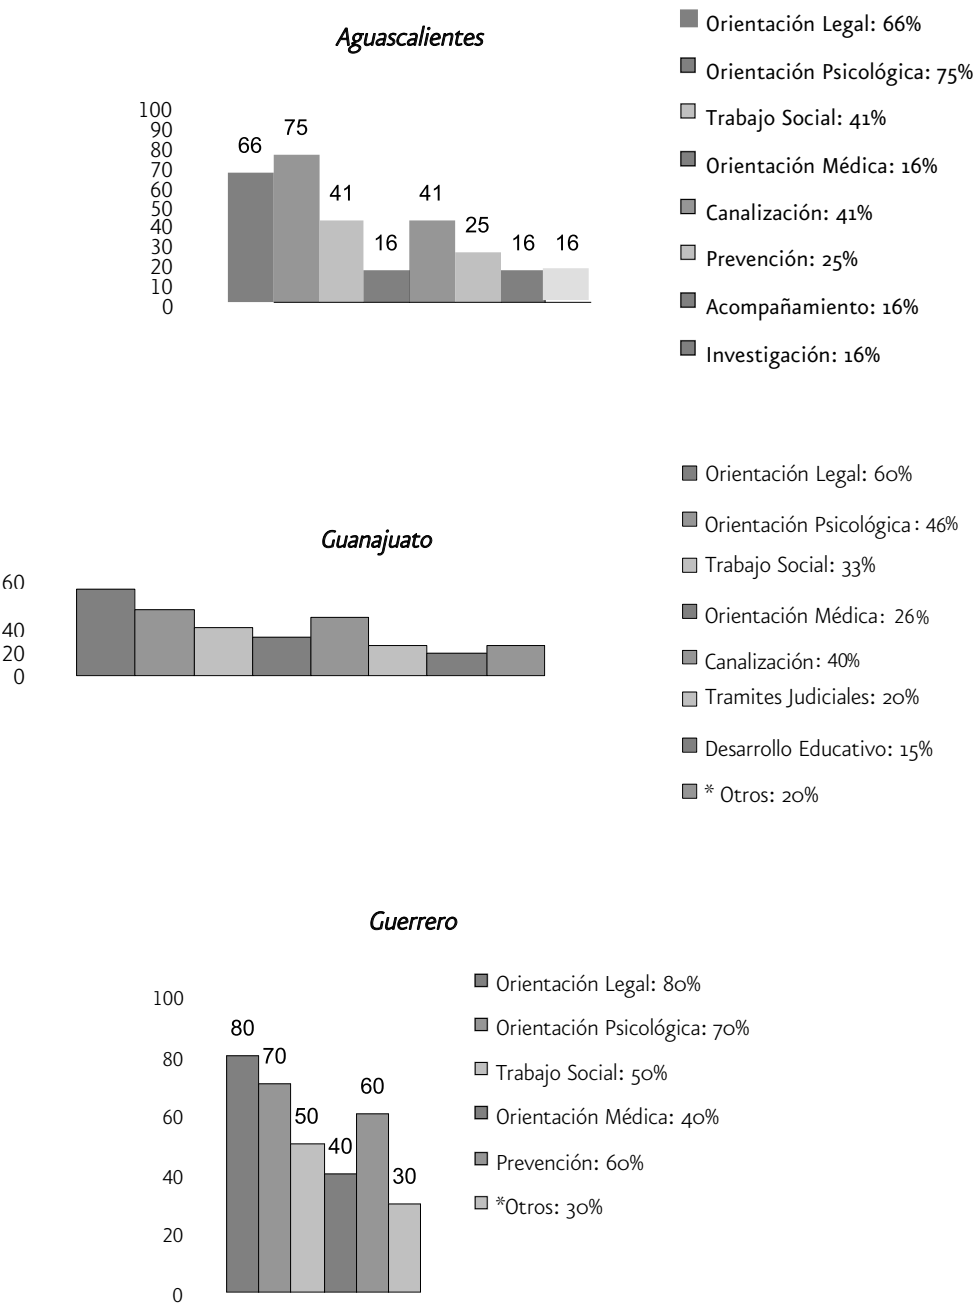 Aguascalientes
100
90
80
70
60
50
40
30
20
10
0
66
75
41
16
41
25
16
16
Orientación Legal: 66%
Orientación Psicológica: 75%
Trabajo Social: 41%
Orientación Médica: 16%
Canalización: 41%
Prevención: 25%
Acompañamiento: 16%
Investigación: 16%
Guanajuato
60
40
20
0
Orientación Legal: 60%
Orientación Psicológica: 46%
Trabajo Social: 33%
Orientación Médica: 26%
Canalización: 40%
Tramites Judiciales: 20%
Desarrollo Educativo: 15%
* Otros: 20%
Guerrero
100
80
60
40
20
0
80
70
50
40
60
30
Orientación Legal: 80%
Orientación Psicológica: 70%
Trabajo Social: 50%
Orientación Médica: 40%
Prevención: 60%
*Otros: 30%